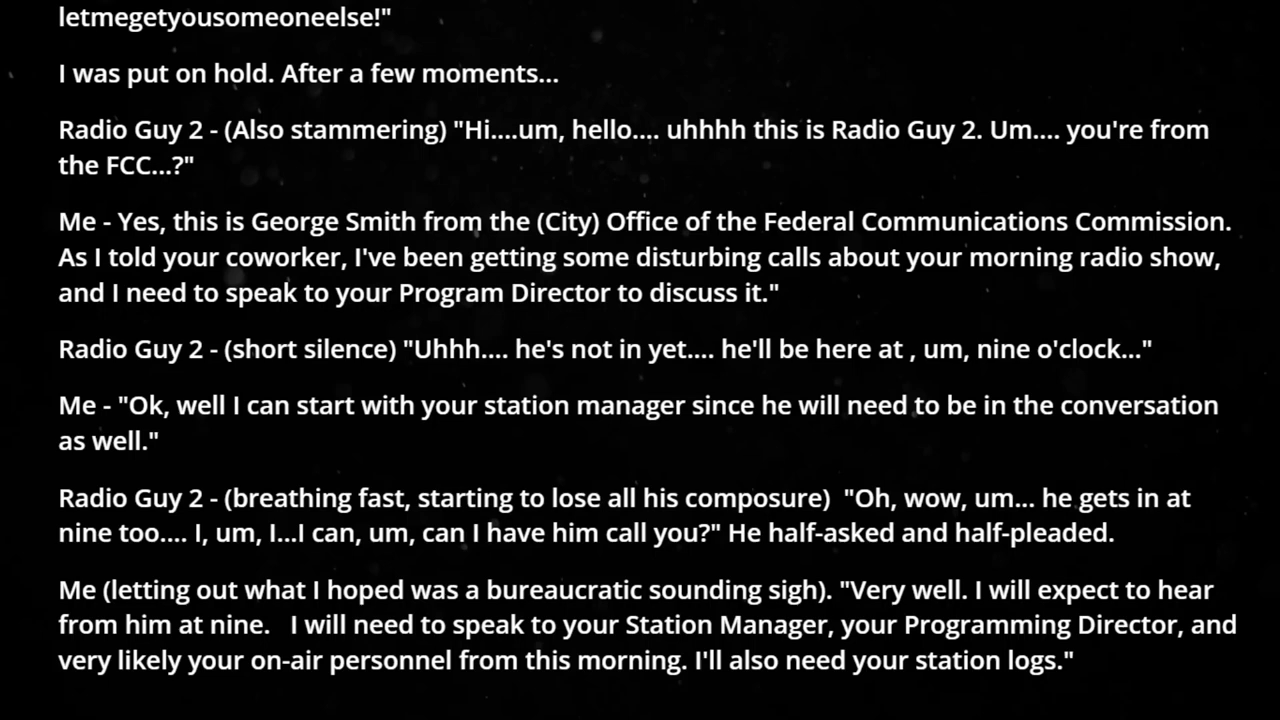 letmegetyousomeoneelse!"
I was put on hold. After a few moments...
Radio Guy 2 - (Also stammering) "Hi....um, hello.... uhhhh this is Radio Guy 2. Um.... you're from
the FCC...?"
Me - Yes, this is George Smith from the (City) Office of the Federal Communications Commission.
As I told your coworker, I've been getting some disturbing calls about your morning radio show,
and I need to speak to your Program Director to discuss it."
Radio Guy 2 - (short silence) "Uhhh.... he's not in yet.... he'll be here at , um, nine o'clock..."
Me - "Ok, well I can start with your station manager since he will need to be in the conversation
as well."
Radio Guy 2 - (breathing fast, starting to lose all his composure)  "Oh, wow, um... he gets in at
nine too.... I, um, I...I can, um, can I have him call you?" He half-asked and half-pleaded.
Me (letting out what I hoped was a bureaucratic sounding sigh). "Very well. I will expect to hear
from him at nine.   I will need to speak to your Station Manager, your Programming Director, and
very likely your on-air personnel from this morning. I'll also need your station logs."